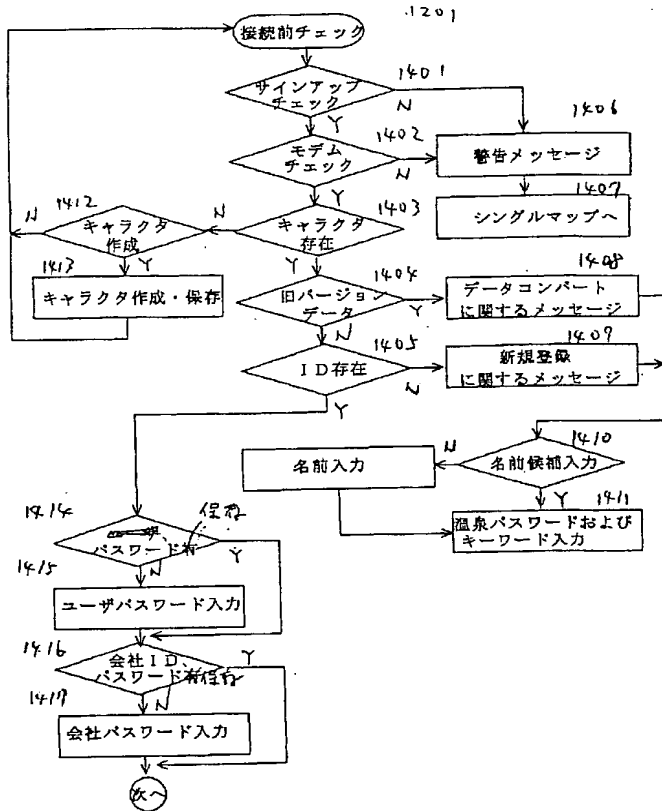 1201
接続前チェック
1401
サインアップ
チェック
N
Y
1402
モデム
チェック
N
Y
1406
警告メッセージ
1407
シングルマップへ
1403
キャラクタ
存在
N
Y
1412
キャラクタ
作成
N
Y
1413
キャラクタ作成・保存
1404
旧バージョン
データ
Y
N
1408
データコンバート
に関するメッセージ
1405
ID存在
N
Y
1409
新規登録
に関するメッセージ
1410
名前候補入力
N
Y
名前入力
1411
温泉パスワードおよび
キーワード入力
1414
保存
パスワード有
Y
N
1415
ユーザパスワード入力
1416
会社ID、
パスワード有保存
Y
N
1417
会社パスワード入力
次へ